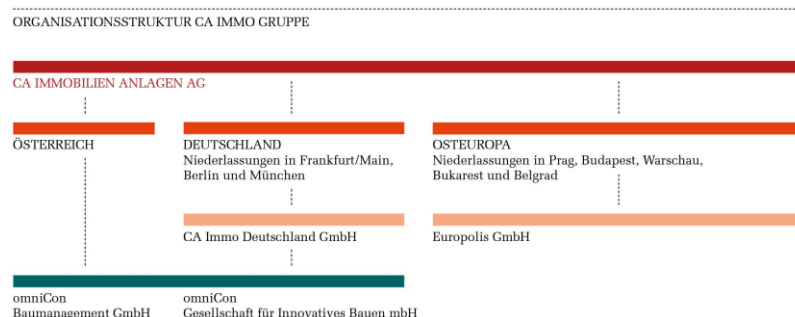 ORGANISATIONSSTRUKTUR CA IMMO GRUPPE
CA IMMOBILIEN ANLAGEN AG
ÖSTERREICH
DEUTSCHLAND
Niederlassungen in Frankfurt/Main,
Berlin und München
OSTEUROPA
Niederlassungen in Prag, Budapest, Warschau,
Bukarest und Belgrad
CA Immo Deutschland GmbH
Europolis GmbH
omniCon
Baumanagement GmbH
omniCon
Gesellschaft für Innovatives Bauen mbH